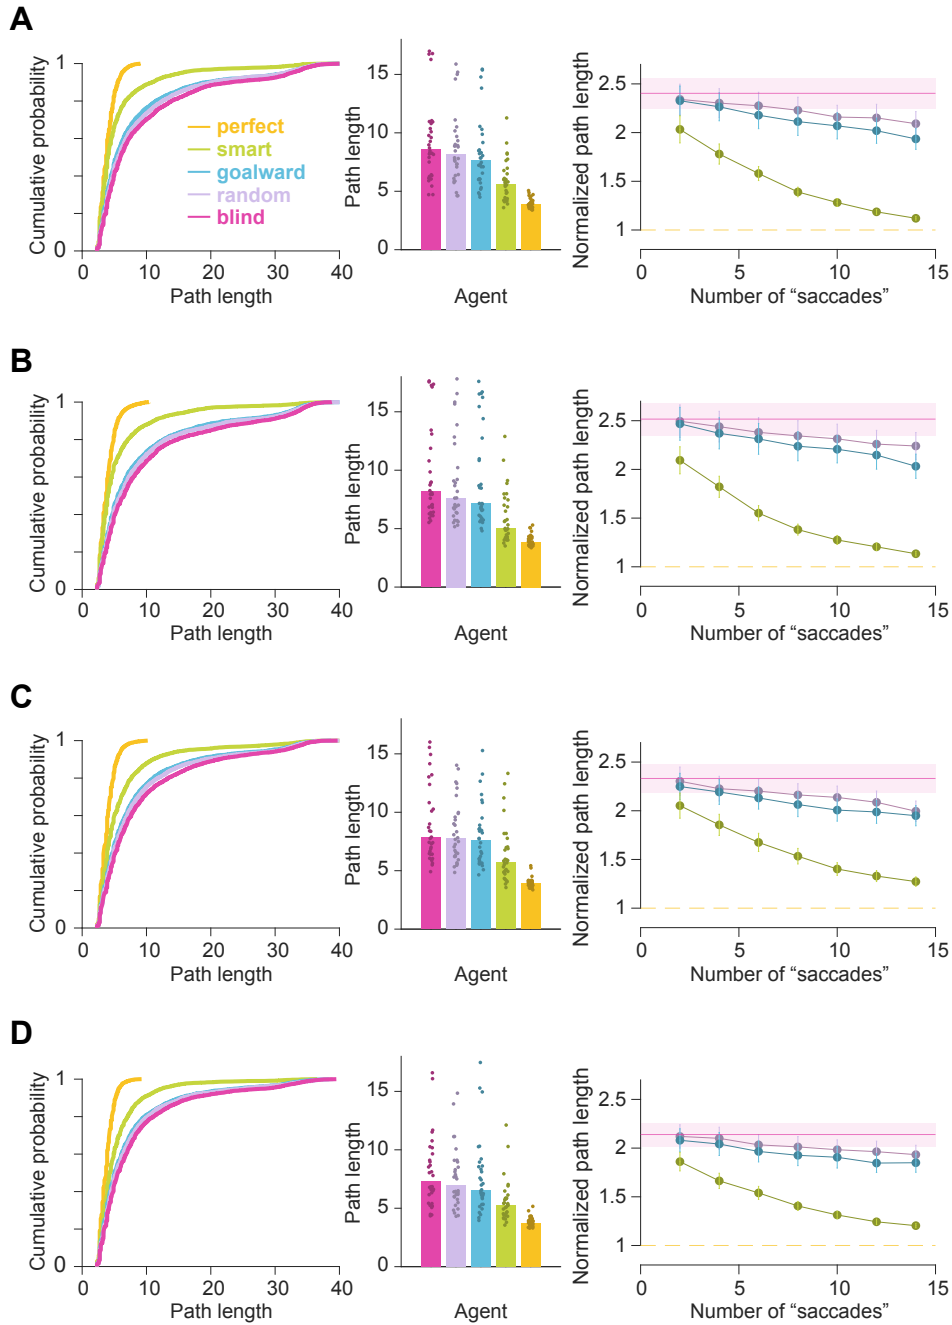 A
Cumulative probability
1
0
0 10 20 30 40
Path length
perfect
smart
goalward
random
blind
Path length
15
10
5
0
Agent
Normalized path length
2.5
2
1.5
1
0 5 10 15
Number of “saccades”
B
Cumulative probability
1
0
0 10 20 30 40
Path length
Path length
15
10
5
0
Agent
Normalized path length
2.5
2
1.5
1
0 5 10 15
Number of “saccades”
C
Cumulative probability
1
0
0 10 20 30 40
Path length
Path length
15
10
5
0
Agent
Normalized path length
2.5
2
1.5
1
0 5 10 15
Number of “saccades”
D
Cumulative probability
1
0
0 10 20 30 40
Path length
Path length
15
10
5
0
Agent
Normalized path length
2.5
2
1.5
1
0 5 10 15
Number of “saccades”